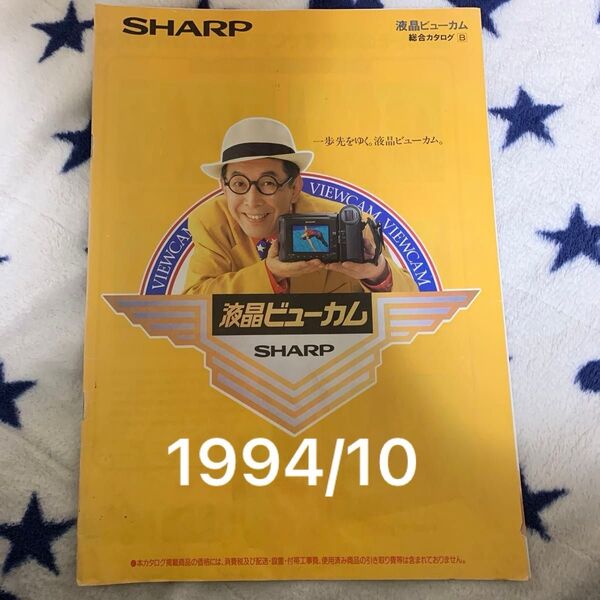 SHARP
液晶ビューカム
総合カタログ B
一歩先をゆく。液晶ビューカム。
VIEWCAM
VIEWCAM. VIEWCAM
液晶ビューカム
SHARP
1994/10
●本カタログ掲載商品の価格には、消費税及び配送・設置・付帯工事費、使用済み商品の引き取り費等は含まれておりません。